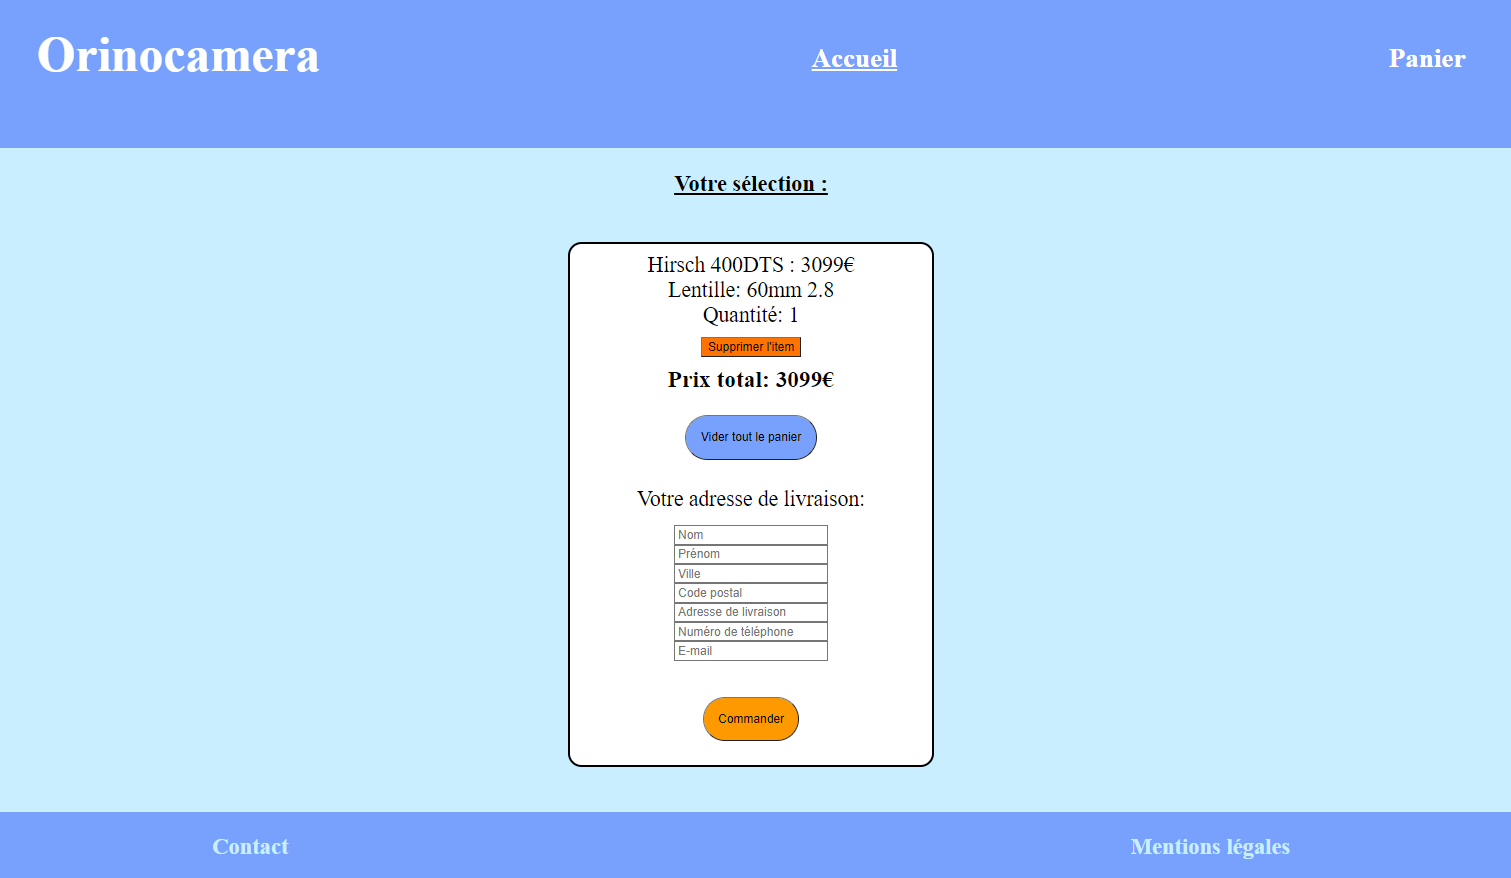 Orinocamera
Accueil
Panier
Votre sélection :
Hirsch 400DTS : 3099€
Lentille: 60mm 2.8
Quantité: 1
Supprimer l'item
Prix total: 3099€
Vider tout le panier
Votre adresse de livraison:
Nom
Prénom
Ville
Code postal
Adresse de livraison
Numéro de téléphone
E-mail
Commander
Contact
Mentions légales